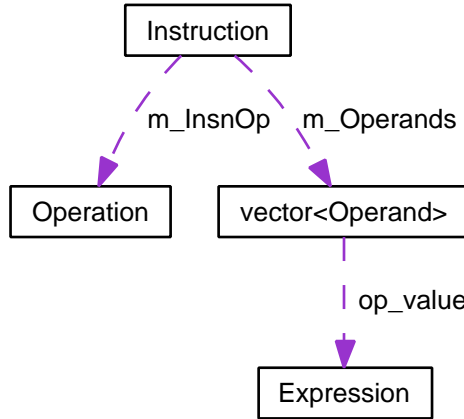 Instruction
m_InsnOp
m_Operands
Operation
vector<Operand>
op_value
Expression